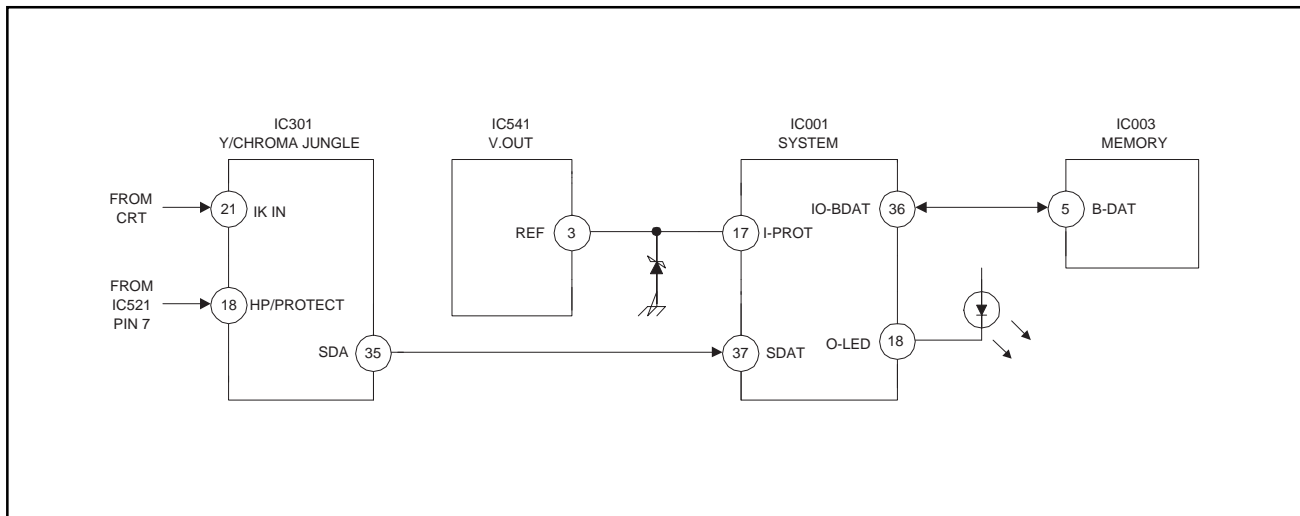 IC301
Y/CHROMA JUNGLE
IC541
V.OUT
IC001
SYSTEM
IC003
MEMORY
FROM
CRT
21
IK IN
FROM
IC521
PIN 7
18
HP/PROTECT
SDA
35
REF
3
17
I-PROT
37
SDAT
IO-BDAT
36
O-LED
18
5
B-DAT